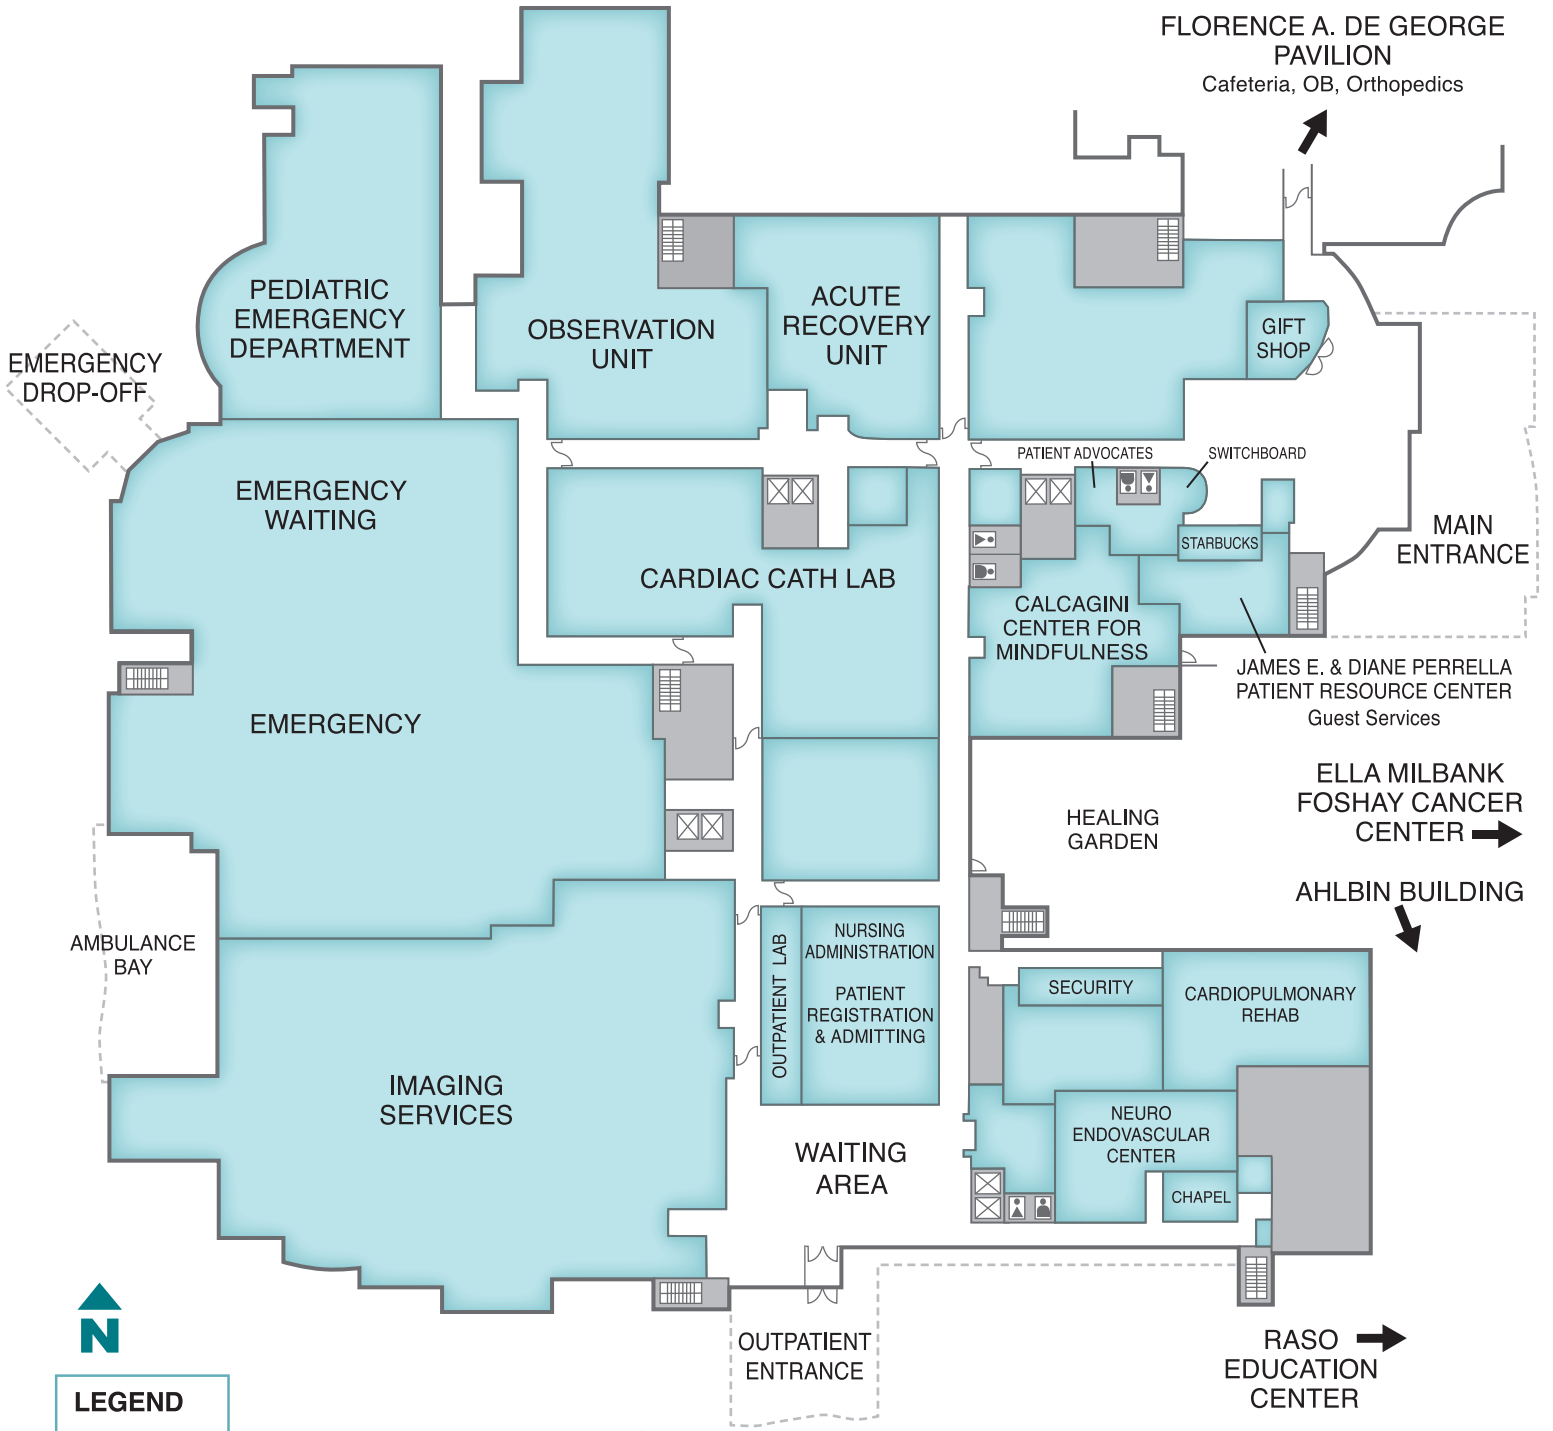 FLORENCE A. DE GEORGE
PAVILION
Cafeteria, OB, Orthopedics
PEDIATRIC
EMERGENCY
DEPARTMENT
OBSERVATION
UNIT
ACUTE
RECOVERY
UNIT
GIFT
SHOP
EMERGENCY
DROP-OFF
PATIENT ADVOCATES
SWITCHBOARD
EMERGENCY
WAITING
MAIN
ENTRANCE
STARBUCKS
CARDIAC CATH LAB
CALCAGINI
CENTER FOR
MINDFULNESS
JAMES E. & DIANE PERRELLA
PATIENT RESOURCE CENTER
Guest Services
EMERGENCY
ELLA MILBANK
FOSHAY CANCER
CENTER
HEALING
GARDEN
AHLBIN BUILDING
AMBULANCE
BAY
OUTPATIENT LAB
NURSING
ADMINISTRATION
PATIENT
REGISTRATION
& ADMITTING
SECURITY
CARDIOPULMONARY
REHAB
IMAGING
SERVICES
NEURO
ENDOVASCULAR
CENTER
WAITING
AREA
CHAPEL
N
OUTPATIENT
ENTRANCE
RASO
EDUCATION
CENTER
LEGEND